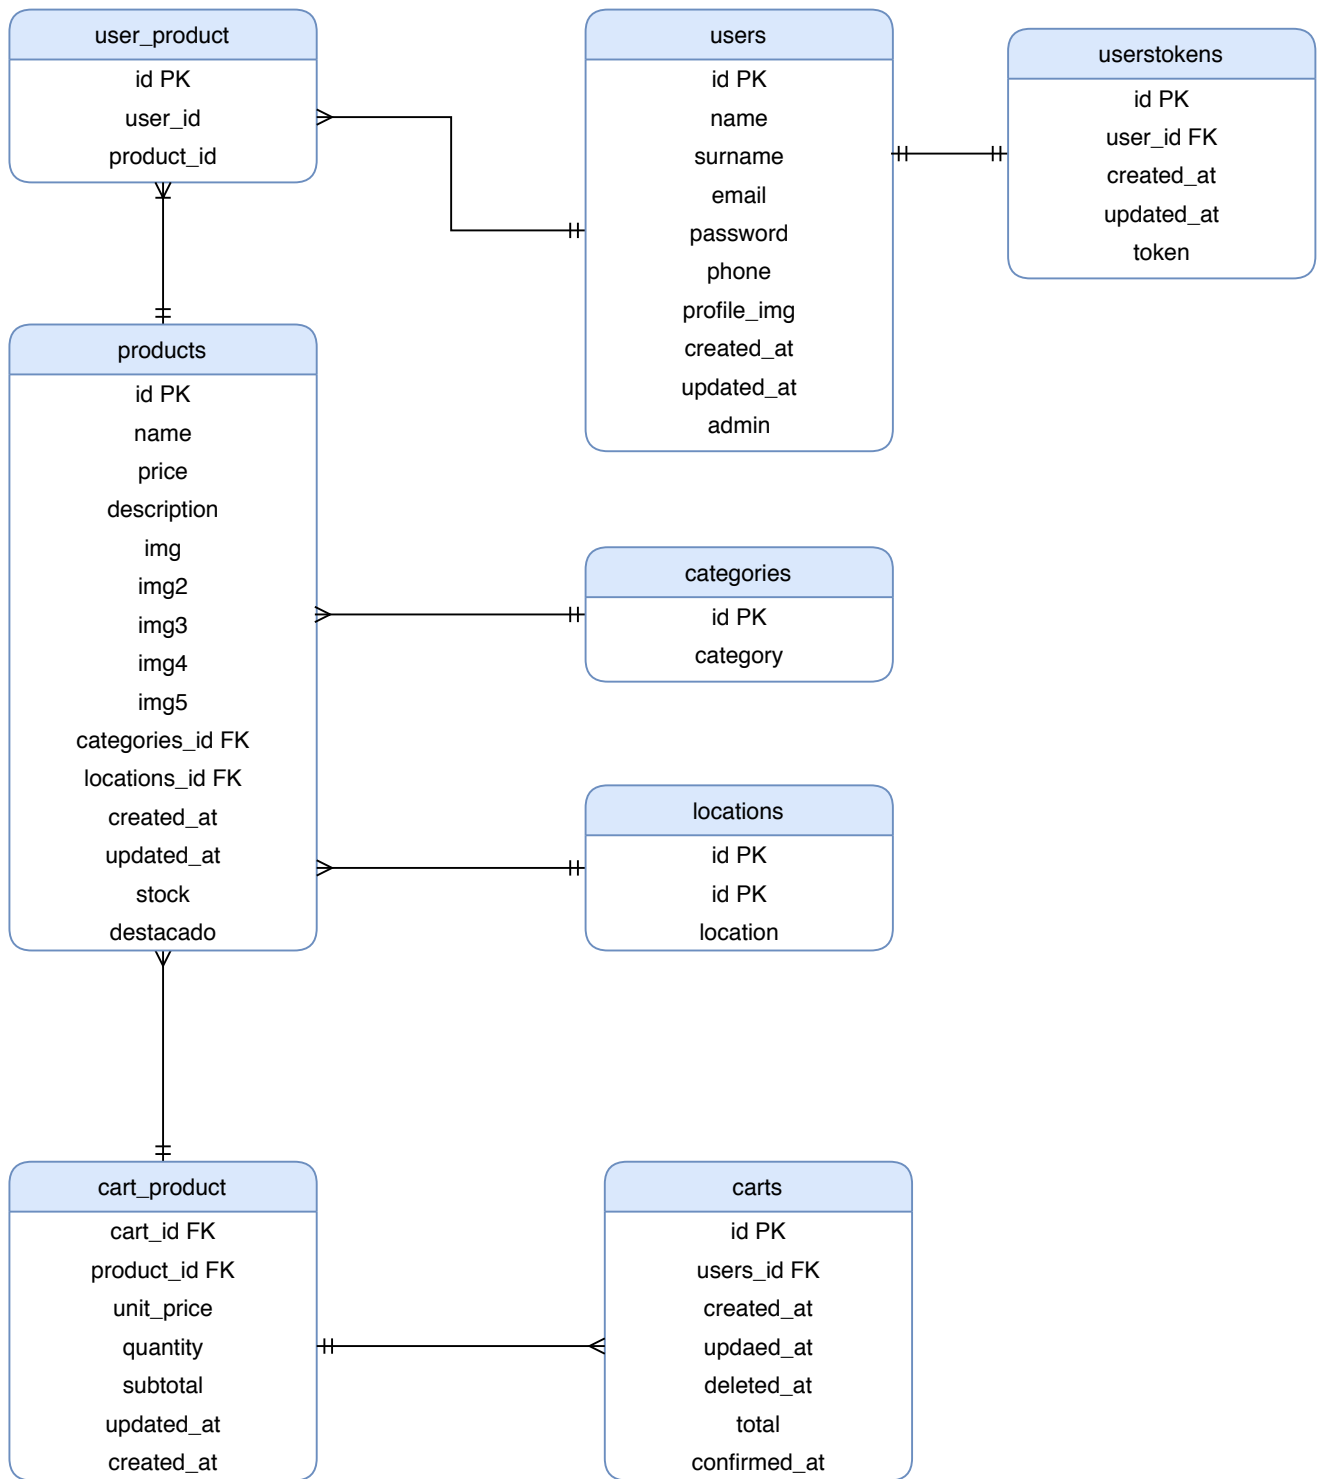 user_product
id PK
user_id
product_id
users
id PK
name
surname
email
password
phone
profile_img
created_at
updated_at
admin
userstokens
id PK
user_id FK
created_at
updated_at
token
products
id PK
name
price
description
img
img2
img3
img4
img5
categories_id FK
locations_id FK
created_at
updated_at
stock
destacado
categories
id PK
category
locations
id PK
id PK
location
cart_product
cart_id FK
product_id FK
unit_price
quantity
subtotal
updated_at
created_at
carts
id PK
users_id FK
created_at
updaed_at
deleted_at
total
confirmed_at